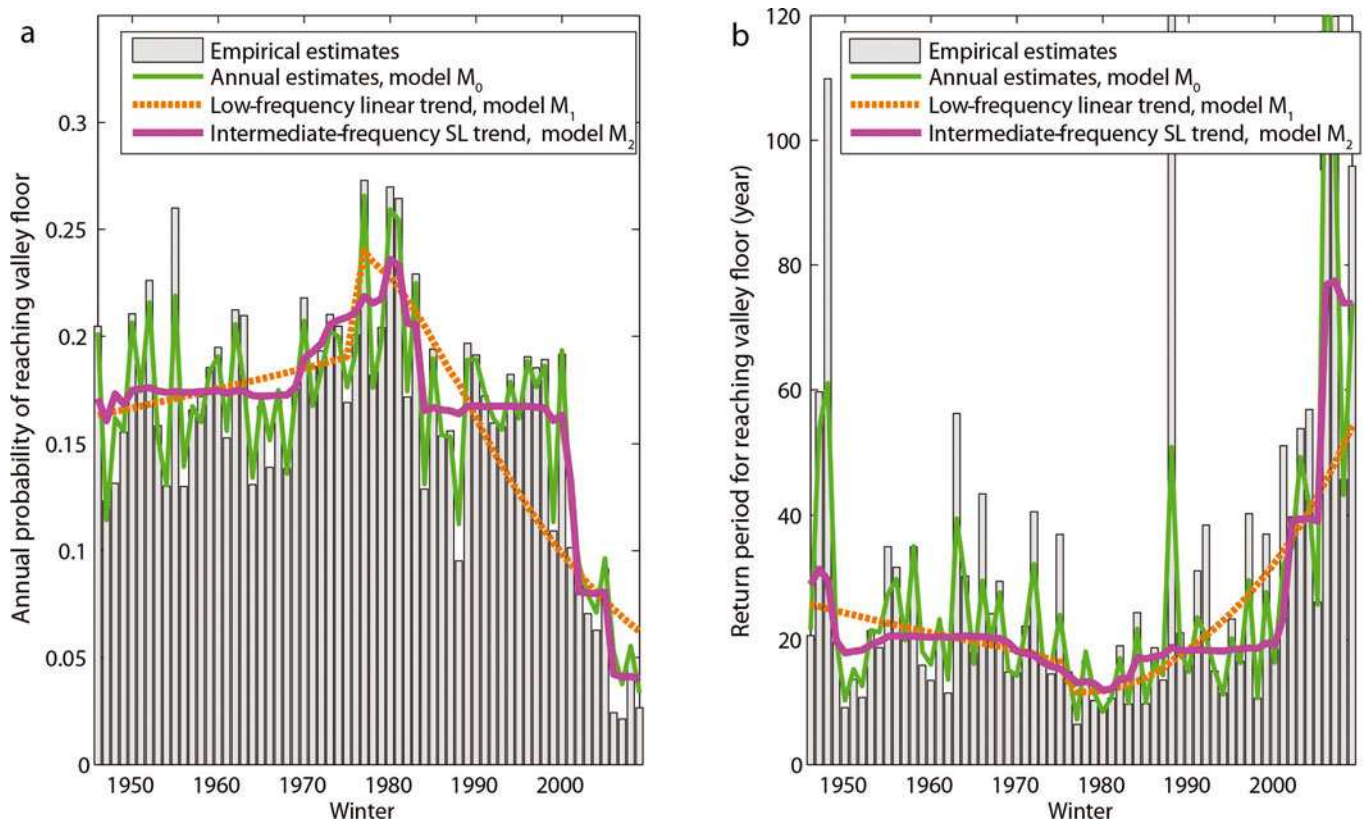 a
Empirical estimates
Annual estimates, model M0
Low-frequency linear trend, model M1
Intermediate-frequency SL trend, model M2
Annual probability of reaching valley floor
0.3
0.25
0.2
0.15
0.1
0.05
0
1950 1960 1970 1980 1990 2000
Winter
b
Empirical estimates
Annual estimates, model M0
Low-frequency linear trend, model M1
Intermediate-frequency SL trend, model M2
Return period for reaching valley floor (year)
120
100
80
60
40
20
0
1950 1960 1970 1980 1990 2000
Winter